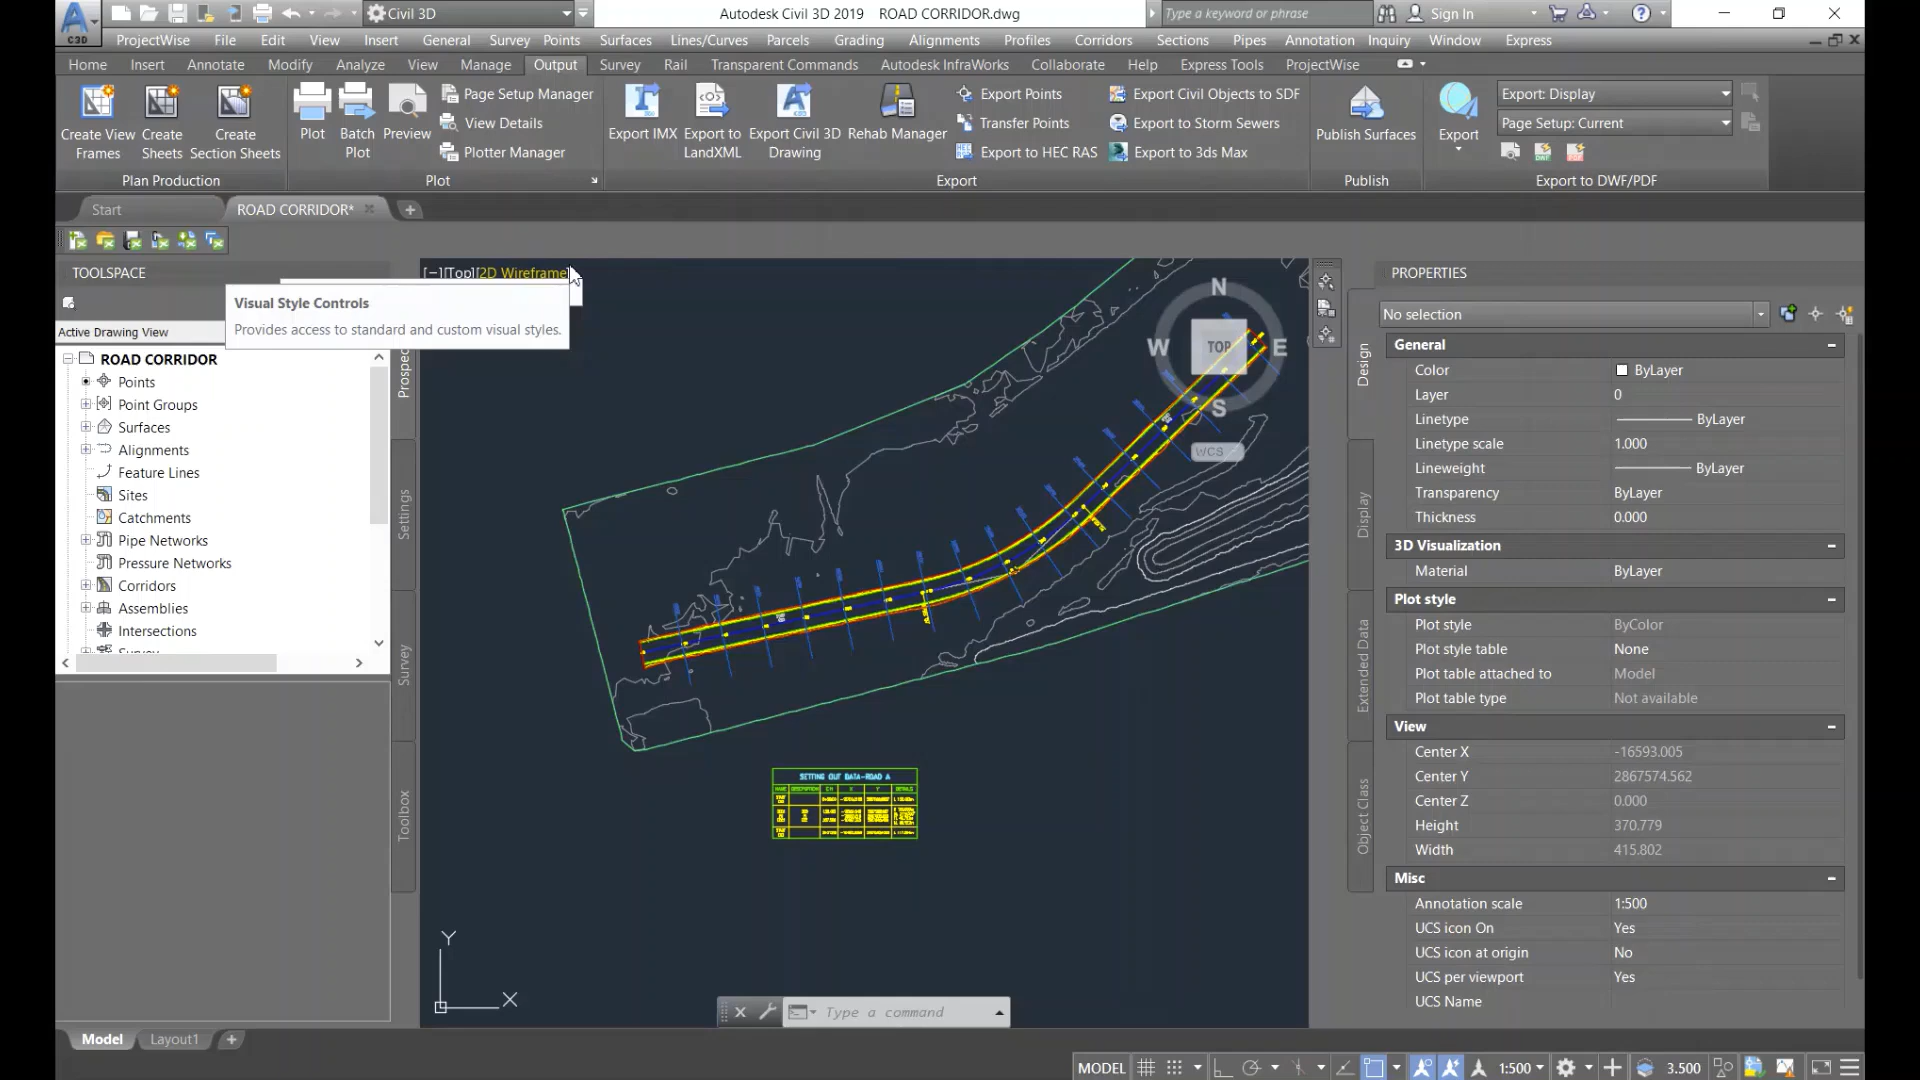 Civil 3D
Autodesk Civil 3D 2019 ROAD CORRIDOR.dwg
Type a keyword or phrase
Sign In
C3D
ProjectWise File Edit View Insert General Survey Points Surfaces Lines/Curves Parcels Grading Alignments Profiles Corridors Sections Pipes Annotation Inquiry Window Express
Home Insert Annotate Modify Analyze View Manage Output Survey Rail Transparent Commands Autodesk InfraWorks Collaborate Help Express Tools ProjectWise
Create View Frames
Create Sheets
Create Section Sheets
Plan Production
Plot
Batch Plot
Preview
Page Setup Manager
View Details
Plotter Manager
Plot
Export IMX
Export to LandXML
Export Civil 3D Drawing
Rehab Manager
Export Points
Transfer Points
Export to HEC RAS
Export Civil Objects to SDF
Export to Storm Sewers
Export to 3ds Max
Export
Publish Surfaces
Publish
Export
Export: Display
Page Setup: Current
Export to DWF/PDF
Start
ROAD CORRIDOR*
TOOLSPACE
Active Drawing View
[−][Top][2D Wireframe]
Visual Style Controls
Provides access to standard and custom visual styles.
ROAD CORRIDOR
Points
Point Groups
Surfaces
Alignments
Feature Lines
Sites
Catchments
Pipe Networks
Pressure Networks
Corridors
Assemblies
Intersections
Survey
Prospec
Settings
Survey
Toolbox
N
W
TOP
E
S
WCS
SETTING OUT DATA-ROAD A
NAME DESCRIPTION CH X Y DETAILS
Y
X
Type a command
Design
Display
Extended Data
Object Class
PROPERTIES
No selection
General
Color ByLayer
Layer 0
Linetype ByLayer
Linetype scale 1.000
Lineweight ByLayer
Transparency ByLayer
Thickness 0.000
3D Visualization
Material ByLayer
Plot style
Plot style ByColor
Plot style table None
Plot table attached to Model
Plot table type Not available
View
Center X -16593.005
Center Y 2867574.562
Center Z 0.000
Height 370.779
Width 415.802
Misc
Annotation scale 1:500
UCS icon On Yes
UCS icon at origin No
UCS per viewport Yes
UCS Name
Model Layout1
MODEL 1:500 3.500